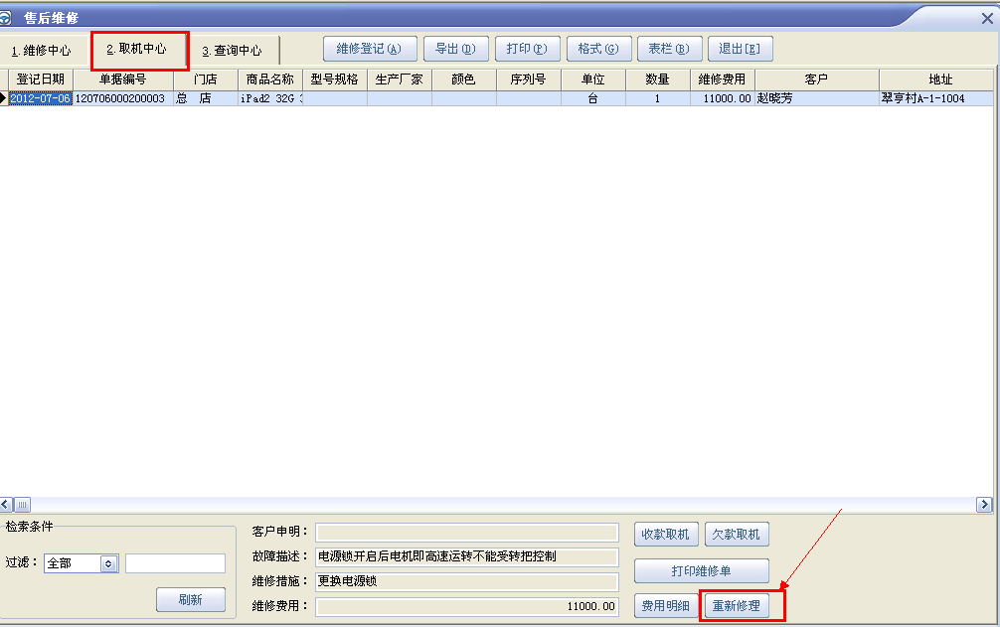 售后维修
1.维修中心 2.取机中心 3.查询中心 维修登记(A) 导出(D) 打印(P) 格式(G) 表栏(B) 退出[E]
登记日期 单据编号 门店 商品名称 型号规格 生产厂家 颜色 序列号 单位 数量 维修费用 客户 地址
2012-07-06 120706000200003 总 店 iPad2 32G 台 1 11000.00 赵晓芳 翠亨村A-1-1004
检索条件
过滤： 全部
刷新
客户申明：
故障描述： 电源锁开启后电机即高速运转不能受转把控制
维修措施： 更换电源锁
维修费用： 11000.00
收款取机 欠款取机
打印维修单
费用明细 重新修理